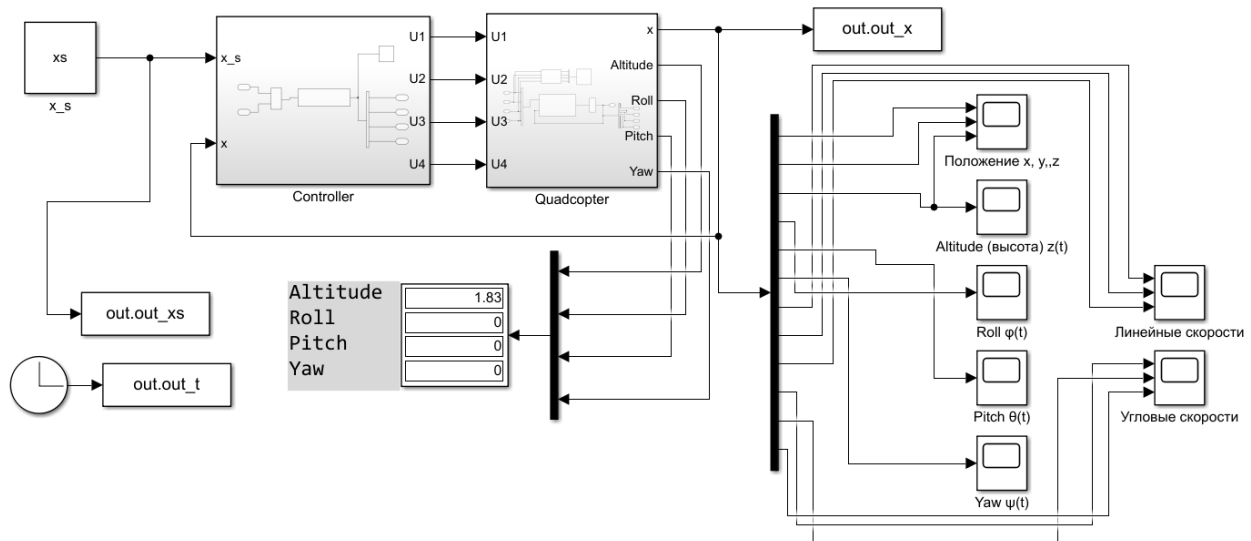 xs
x_s
x_s
x
U1
U2
U3
U4
Controller
U1
U2
U3
U4
x
Altitude
Roll
Pitch
Yaw
Quadcopter
out.out_x
out.out_xs
out.out_t
Altitude
Roll
Pitch
Yaw
1.83
0
0
0
Положение x, y,,z
Altitude (высота) z(t)
Roll φ(t)
Pitch θ(t)
Yaw ψ(t)
Линейные скорости
Угловые скорости